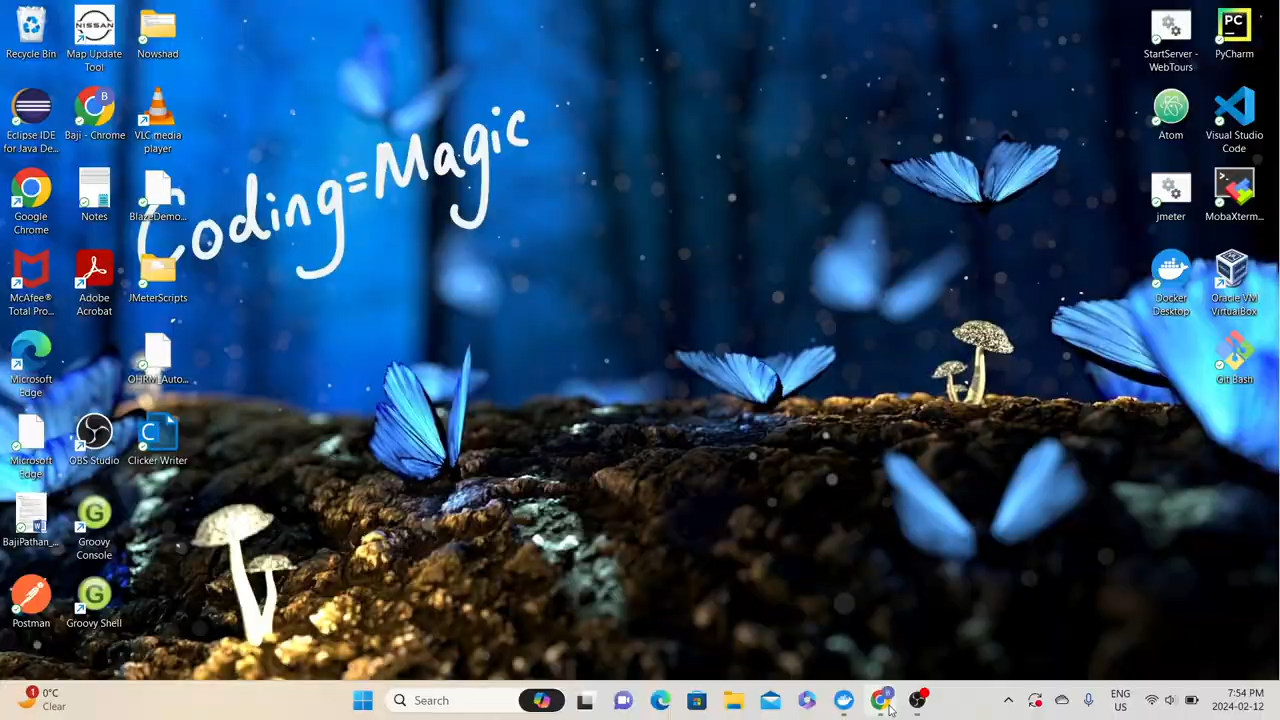 Coding=Magic
Recycle Bin
Map Update
Tool
Nowshad
Eclipse IDE
for Java De...
Baji - Chrome
VLC media
player
Google
Chrome
Notes
BlazeDemo...
McAfee®
Total Pro...
Adobe
Acrobat
JMeterScripts
Microsoft
Edge
OHRM_Auto...
Microsoft
Edge
OBS Studio
Clicker Writer
BajiPathan_...
Groovy
Console
Postman
Groovy Shell
StartServer -
WebTours
PyCharm
Atom
Visual Studio
Code
jmeter
MobaXterm...
Docker
Desktop
Oracle VM
VirtualBox
Git Bash
NISSAN
PC
B
1
0°C
Clear
Search
ENG
US
7:54 PM
2024-02-12